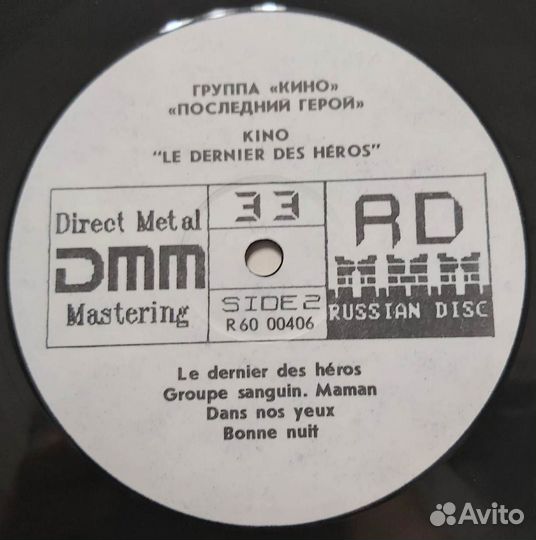 ГРУППА «КИНО»
«ПОСЛЕДНИЙ ГЕРОЙ»
KINO
"LE DERNIER DES HÉROS"
Direct Metal
DMM
Mastering
33
SIDE 2
R 60 00406
RD
RUSSIAN DISC
Le dernier des héros
Groupe sanguin. Maman
Dans nos yeux
Bonne nuit
Avito